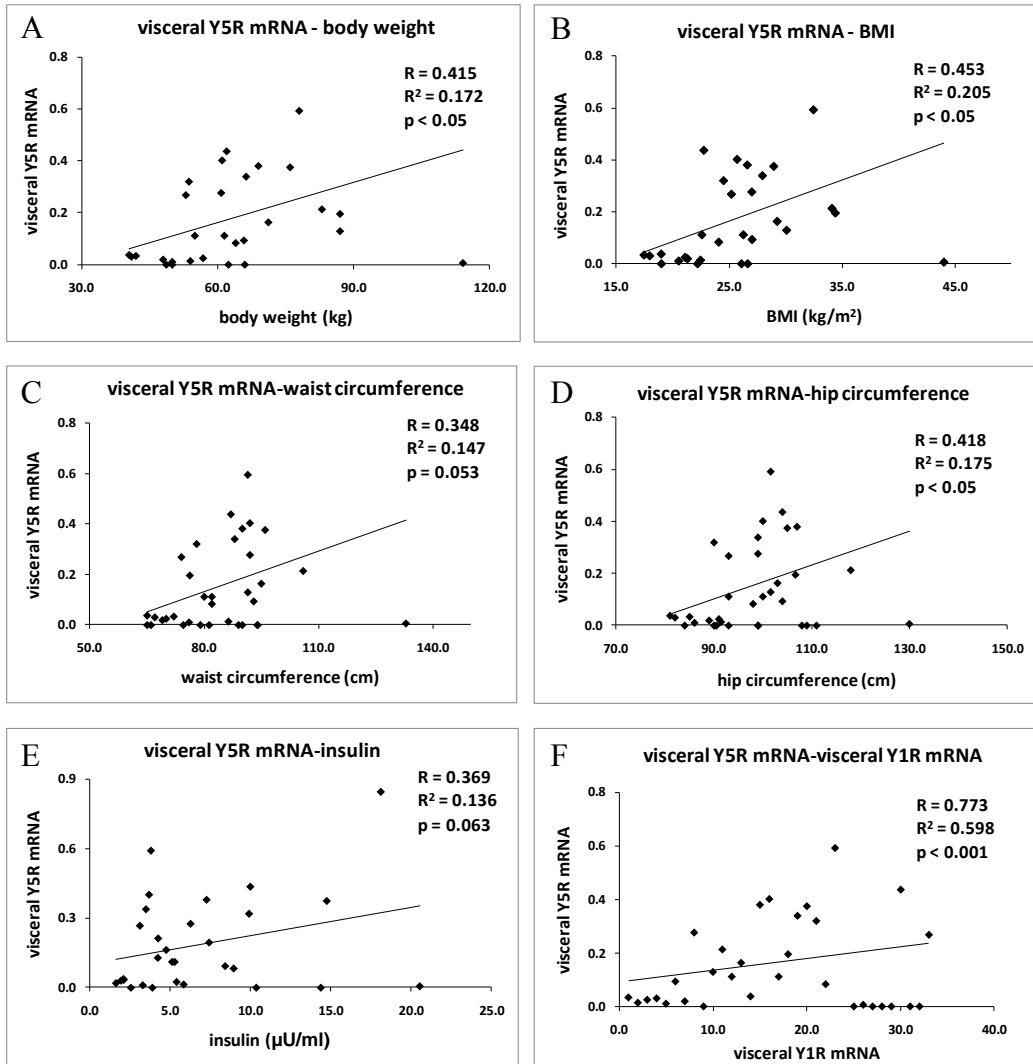 A
visceral Y5R mRNA - body weight
R = 0.415
R² = 0.172
p < 0.05
visceral Y5R mRNA
0.8
0.6
0.4
0.2
0.0
30.0 60.0 90.0 120.0
body weight (kg)
B
visceral Y5R mRNA - BMI
R = 0.453
R² = 0.205
p < 0.05
visceral Y5R mRNA
0.8
0.6
0.4
0.2
0.0
15.0 25.0 35.0 45.0
BMI (kg/m²)
C
visceral Y5R mRNA-waist circumference
R = 0.348
R² = 0.147
p = 0.053
visceral Y5R mRNA
0.8
0.6
0.4
0.2
0.0
50.0 80.0 110.0 140.0
waist circumference (cm)
D
visceral Y5R mRNA-hip circumference
R = 0.418
R² = 0.175
p < 0.05
visceral Y5R mRNA
0.8
0.6
0.4
0.2
0.0
70.0 90.0 110.0 130.0 150.0
hip circumference (cm)
E
visceral Y5R mRNA-insulin
R = 0.369
R² = 0.136
p = 0.063
visceral Y5R mRNA
0.9
0.6
0.3
0.0
0.0 5.0 10.0 15.0 20.0 25.0
insulin (µU/ml)
F
visceral Y5R mRNA-visceral Y1R mRNA
R = 0.773
R² = 0.598
p < 0.001
visceral Y5R mRNA
0.8
0.6
0.4
0.2
0.0
0.0 10.0 20.0 30.0 40.0
visceral Y1R mRNA